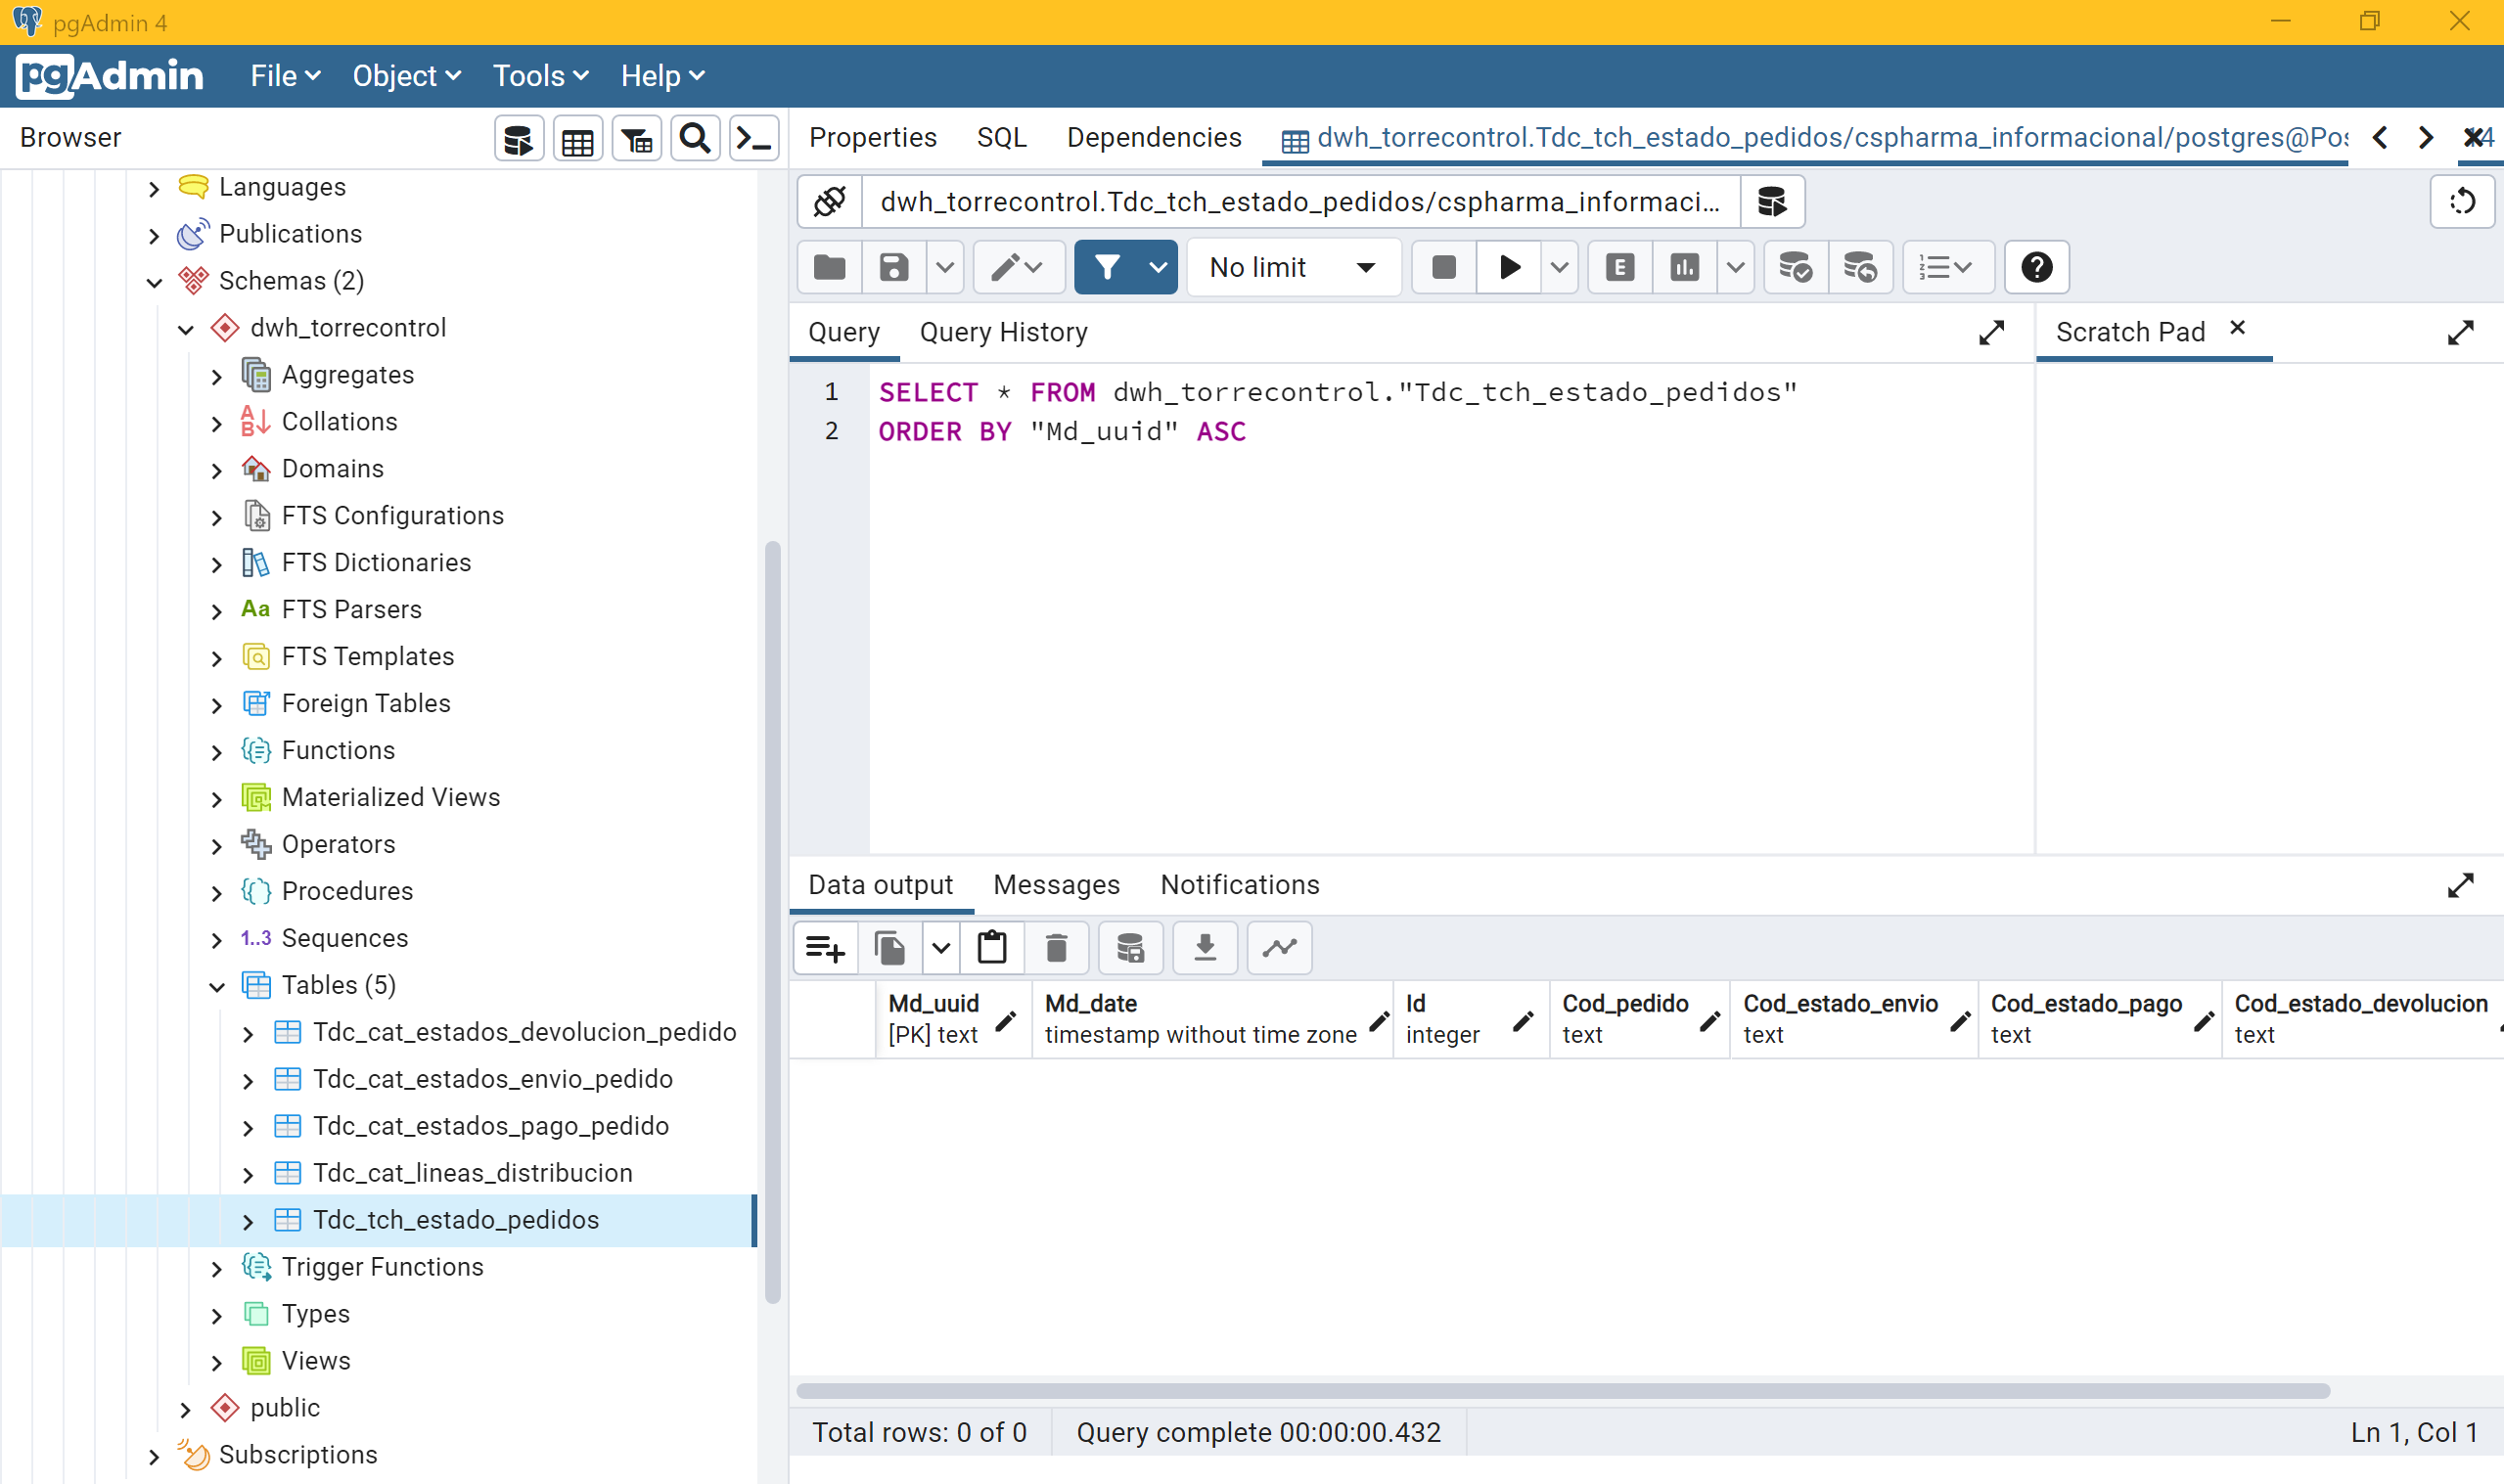 pgAdmin 4
pgAdmin File Object Tools Help
Browser
Properties SQL Dependencies dwh_torrecontrol.Tdc_tch_estado_pedidos/cspharma_informacional/postgres@Pos 14
Languages
Publications
Schemas (2)
dwh_torrecontrol
Aggregates
Collations
Domains
FTS Configurations
FTS Dictionaries
Aa FTS Parsers
FTS Templates
Foreign Tables
Functions
Materialized Views
Operators
Procedures
1..3 Sequences
Tables (5)
Tdc_cat_estados_devolucion_pedido
Tdc_cat_estados_envio_pedido
Tdc_cat_estados_pago_pedido
Tdc_cat_lineas_distribucion
Tdc_tch_estado_pedidos
Trigger Functions
Types
Views
public
Subscriptions
dwh_torrecontrol.Tdc_tch_estado_pedidos/cspharma_informaci...
No limit
E
Query Query History
Scratch Pad
1 SELECT * FROM dwh_torrecontrol."Tdc_tch_estado_pedidos"
2 ORDER BY "Md_uuid" ASC
Data output Messages Notifications
Md_uuid Md_date Id Cod_pedido Cod_estado_envio Cod_estado_pago Cod_estado_devolucion
[PK] text timestamp without time zone integer text text text text
Total rows: 0 of 0 Query complete 00:00:00.432 Ln 1, Col 1